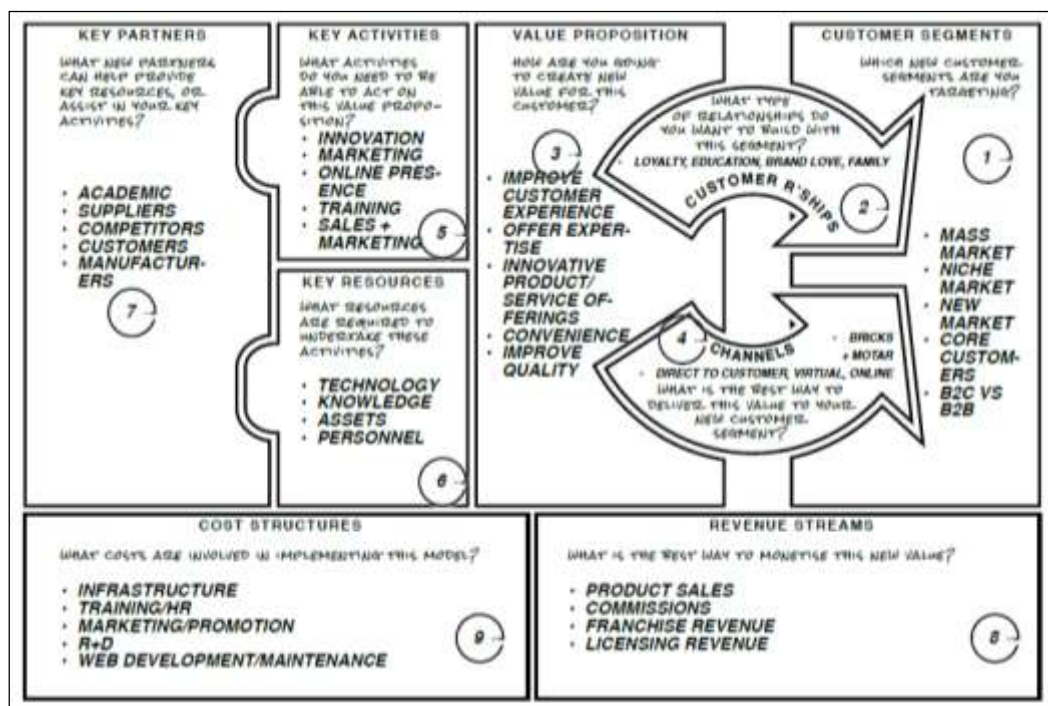 KEY PARTNERS
WHAT NEW PARTNERS
CAN HELP PROVIDE
KEY RESOURCES, OR
ASSIST IN YOUR KEY
ACTIVITIES?
• ACADEMIC
• SUPPLIERS
• COMPETITORS
• CUSTOMERS
• MANUFACTUR-
ERS
7
KEY ACTIVITIES
WHAT ACTIVITIES
DO YOU NEED TO BE
ABLE TO ACT ON
THIS VALUE PROPO-
SITION?
• INNOVATION
• MARKETING
• ONLINE PRES-
ENCE
• TRAINING
• SALES +
MARKETING
5
KEY RESOURCES
WHAT RESOURCES
ARE REQUIRED TO
UNDERTAKE THESE
ACTIVITIES?
• TECHNOLOGY
• KNOWLEDGE
• ASSETS
• PERSONNEL
6
VALUE PROPOSITION
HOW ARE YOU GOING
TO CREATE NEW
VALUE FOR THIS
CUSTOMER?
3
• IMPROVE
CUSTOMER
EXPERIENCE
• OFFER EXPER-
TISE
• INNOVATIVE
PRODUCT/
SERVICE OF-
FERINGS
• CONVENIENCE
• IMPROVE
QUALITY
WHAT TYPE
OF RELATIONSHIPS DO
YOU WANT TO BUILD WITH
THIS SEGMENT?
• LOYALTY, EDUCATION, BRAND LOVE, FAMILY
CUSTOMER R'SHIPS
2
4
CHANNELS
• BRICKS
+ MOTAR
• DIRECT TO CUSTOMER, VIRTUAL, ONLINE
WHAT IS THE BEST WAY TO
DELIVER THIS VALUE TO YOUR
NEW CUSTOMER
SEGMENT?
CUSTOMER SEGMENTS
WHICH NEW CUSTOMER
SEGMENTS ARE YOU
TARGETING?
1
• MASS
MARKET
• NICHE
MARKET
• NEW
MARKET
• CORE
CUSTOM-
ERS
• B2C VS
B2B
COST STRUCTURES
WHAT COSTS ARE INVOLVED IN IMPLEMENTING THIS MODEL?
• INFRASTRUCTURE
• TRAINING/HR
• MARKETING/PROMOTION
• R+D
• WEB DEVELOPMENT/MAINTENANCE
9
REVENUE STREAMS
WHAT IS THE BEST WAY TO MONETISE THIS NEW VALUE?
• PRODUCT SALES
• COMMISSIONS
• FRANCHISE REVENUE
• LICENSING REVENUE
8